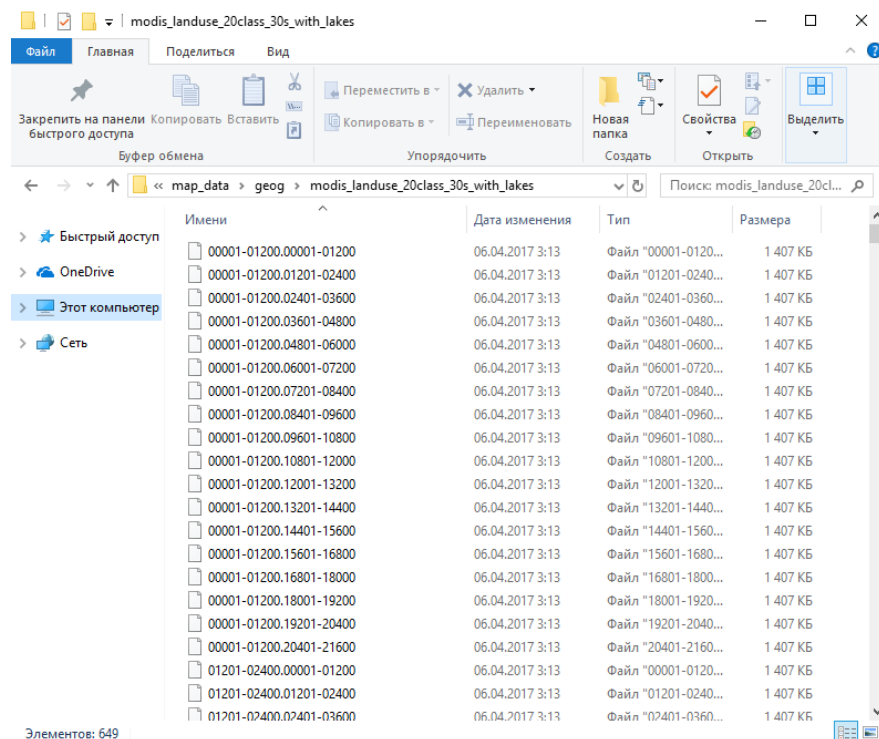 modis_landuse_20class_30s_with_lakes
Файл Главная Поделиться Вид
Закрепить на панели быстрого доступа
Копировать
Вставить
Переместить в
Копировать в
Удалить
Переименовать
Новая папка
Свойства
Выделить
Буфер обмена Упорядочить Создать Открыть
« map_data > geog > modis_landuse_20class_30s_with_lakes
Поиск: modis_landuse_20cl...
Имени Дата изменения Тип Размера
Быстрый доступ
OneDrive
Этот компьютер
Сеть
00001-01200.00001-01200 06.04.2017 3:13 Файл "00001-0120... 1 407 КБ
00001-01200.01201-02400 06.04.2017 3:13 Файл "01201-0240... 1 407 КБ
00001-01200.02401-03600 06.04.2017 3:13 Файл "02401-0360... 1 407 КБ
00001-01200.03601-04800 06.04.2017 3:13 Файл "03601-0480... 1 407 КБ
00001-01200.04801-06000 06.04.2017 3:13 Файл "04801-0600... 1 407 КБ
00001-01200.06001-07200 06.04.2017 3:13 Файл "06001-0720... 1 407 КБ
00001-01200.07201-08400 06.04.2017 3:13 Файл "07201-0840... 1 407 КБ
00001-01200.08401-09600 06.04.2017 3:13 Файл "08401-0960... 1 407 КБ
00001-01200.09601-10800 06.04.2017 3:13 Файл "09601-1080... 1 407 КБ
00001-01200.10801-12000 06.04.2017 3:13 Файл "10801-1200... 1 407 КБ
00001-01200.12001-13200 06.04.2017 3:13 Файл "12001-1320... 1 407 КБ
00001-01200.13201-14400 06.04.2017 3:13 Файл "13201-1440... 1 407 КБ
00001-01200.14401-15600 06.04.2017 3:13 Файл "14401-1560... 1 407 КБ
00001-01200.15601-16800 06.04.2017 3:13 Файл "15601-1680... 1 407 КБ
00001-01200.16801-18000 06.04.2017 3:13 Файл "16801-1800... 1 407 КБ
00001-01200.18001-19200 06.04.2017 3:13 Файл "18001-1920... 1 407 КБ
00001-01200.19201-20400 06.04.2017 3:13 Файл "19201-2040... 1 407 КБ
00001-01200.20401-21600 06.04.2017 3:13 Файл "20401-2160... 1 407 КБ
01201-02400.00001-01200 06.04.2017 3:13 Файл "00001-0120... 1 407 КБ
01201-02400.01201-02400 06.04.2017 3:13 Файл "01201-0240... 1 407 КБ
01201-02400.02401-03600 06.04.2017 3:13 Файл "02401-0360... 1 407 КБ
Элементов: 649